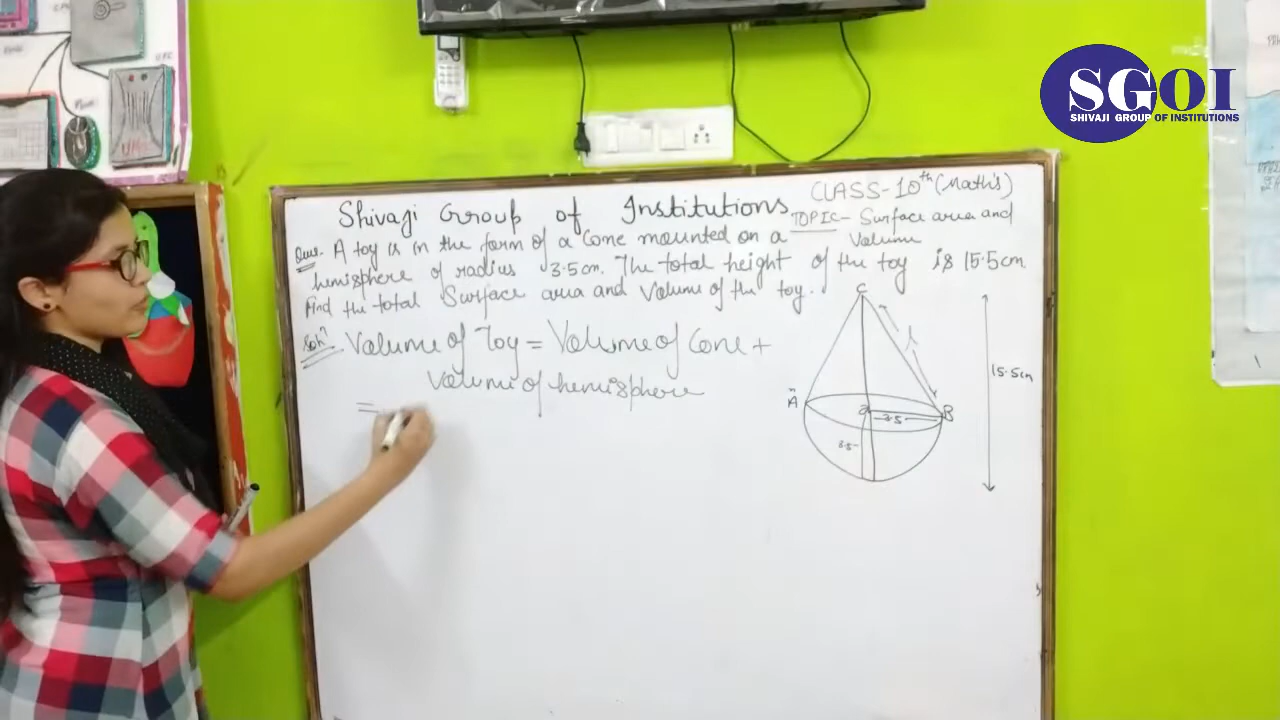 SGOI
SHIVAJI GROUP OF INSTITUTIONS
Shivaji Group of Institutions
CLASS-10th (Math's)
TOPIC- Surface area and
Volume
Que. A toy is in the form of a Cone mounted on a
hemisphere of radius 3.5cm. The total height of the toy is 15.5cm.
Find the total Surface area and Volume of the toy.
Soln. Volume of Toy = Volume of Cone +
Volume of hemisphere
=
C
l
15.5cm
A
O
3.5
B
3.5